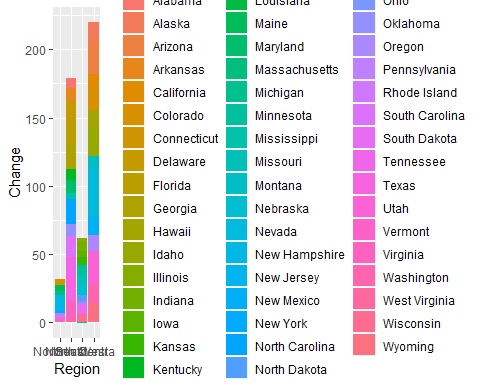 Alabama
Alaska
Arizona
Arkansas
California
Colorado
Connecticut
Delaware
Florida
Georgia
Hawaii
Idaho
Illinois
Indiana
Iowa
Kansas
Kentucky
Louisiana
Maine
Maryland
Massachusetts
Michigan
Minnesota
Mississippi
Missouri
Montana
Nebraska
Nevada
New Hampshire
New Jersey
New Mexico
New York
North Carolina
North Dakota
Ohio
Oklahoma
Oregon
Pennsylvania
Rhode Island
South Carolina
South Dakota
Tennessee
Texas
Utah
Vermont
Virginia
Washington
West Virginia
Wisconsin
Wyoming
200
150
100
50
0
Change
Region